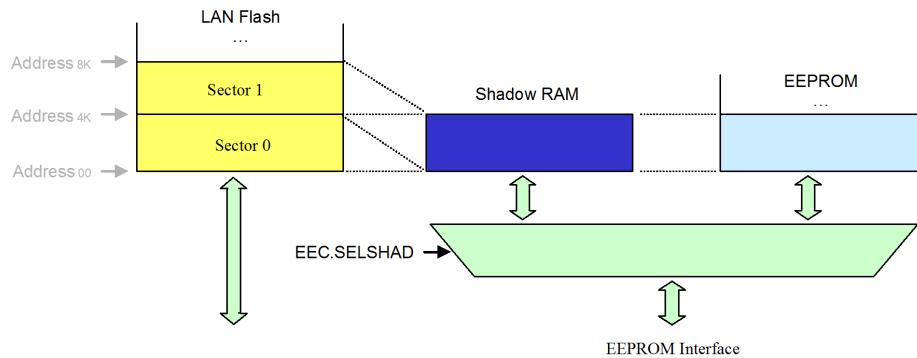 LAN Flash
...
Address 8K
Sector 1
Address 4K
Shadow RAM
EEPROM
...
Sector 0
Address 00
EEC.SELSHAD
EEPROM Interface